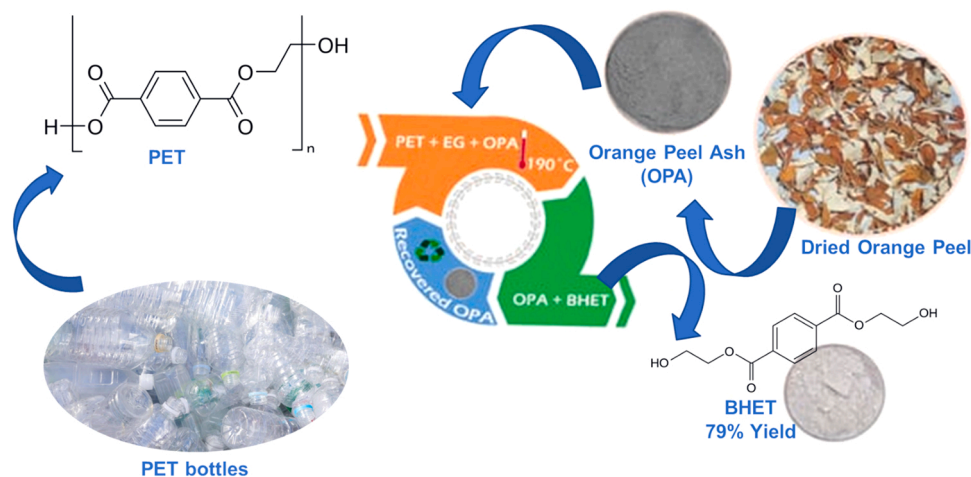 OH
O
O
O
H
O
n
PET
PET bottles
PET + EG + OPA
190°C
Recovered OPA
OPA + BHET
Orange Peel Ash
(OPA)
Dried Orange Peel
O
OH
O
HO
O
O
BHET
79% Yield